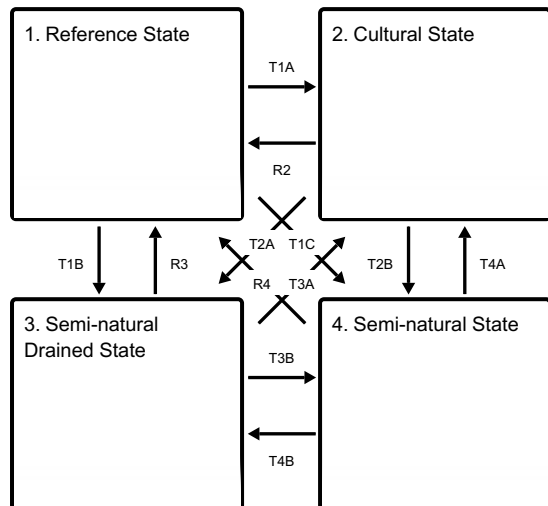 1. Reference State
2. Cultural State
T1A
R2
T2A
T1C
T1B
R3
T2B
T4A
R4
T3A
3. Semi-natural
Drained State
4. Semi-natural State
T3B
T4B